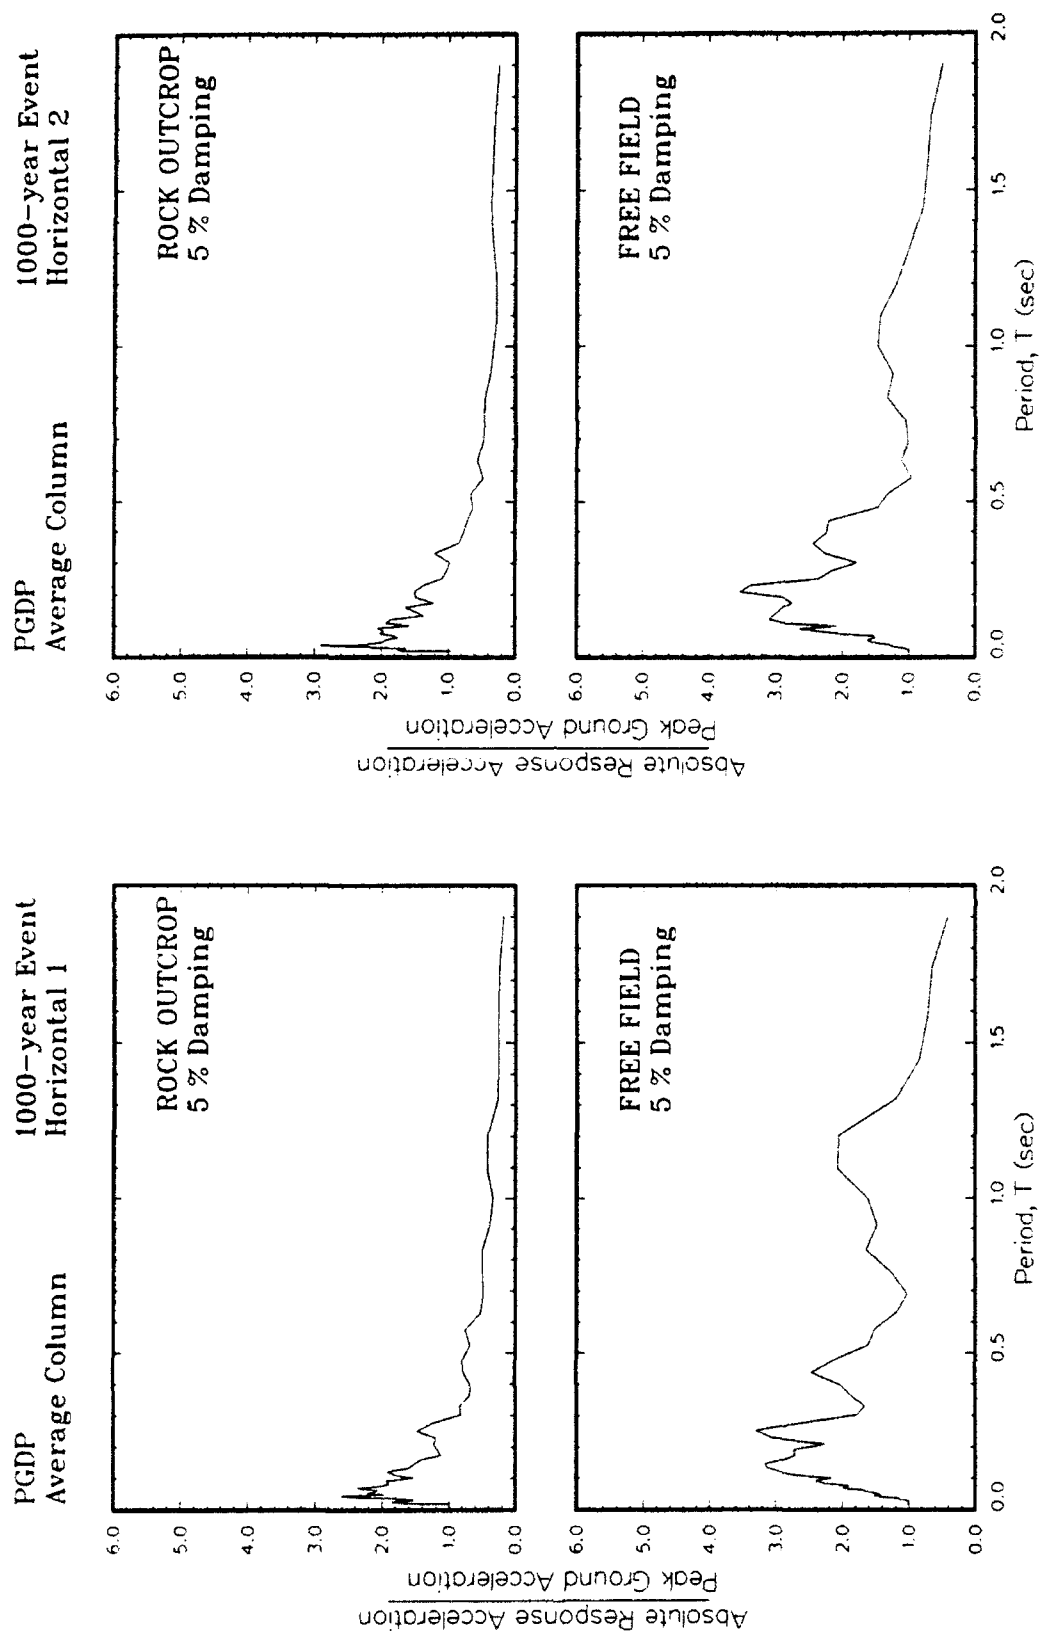 PGDP
Average Column
1000-year Event
Horizontal 1
Absolute Response Acceleration
Peak Ground Acceleration
6.0
5.0
4.0
3.0
2.0
1.0
0.0
ROCK OUTCROP
5 % Damping
6.0
5.0
4.0
3.0
2.0
1.0
0.0
FREE FIELD
5 % Damping
0.0
0.5
1.0
1.5
2.0
Period, T (sec)
PGDP
Average Column
1000-year Event
Horizontal 2
Absolute Response Acceleration
Peak Ground Acceleration
6.0
5.0
4.0
3.0
2.0
1.0
0.0
ROCK OUTCROP
5 % Damping
6.0
5.0
4.0
3.0
2.0
1.0
0.0
FREE FIELD
5 % Damping
0.0
0.5
1.0
1.5
2.0
Period, T (sec)